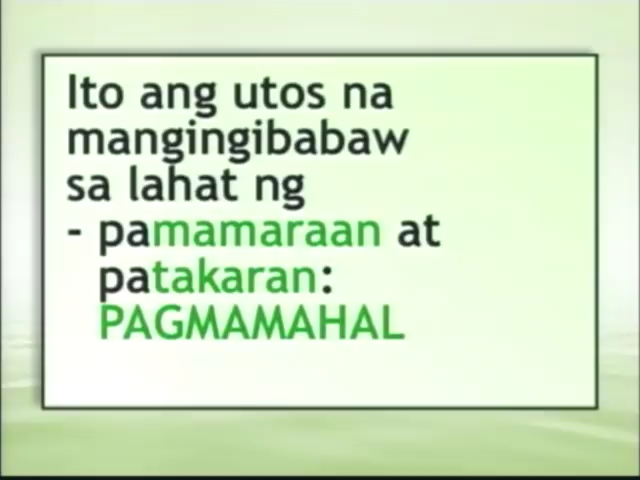 Ito ang utos na
mangingibabaw
sa lahat ng
- pamamaraan at
patakaran:
PAGMAMAHAL